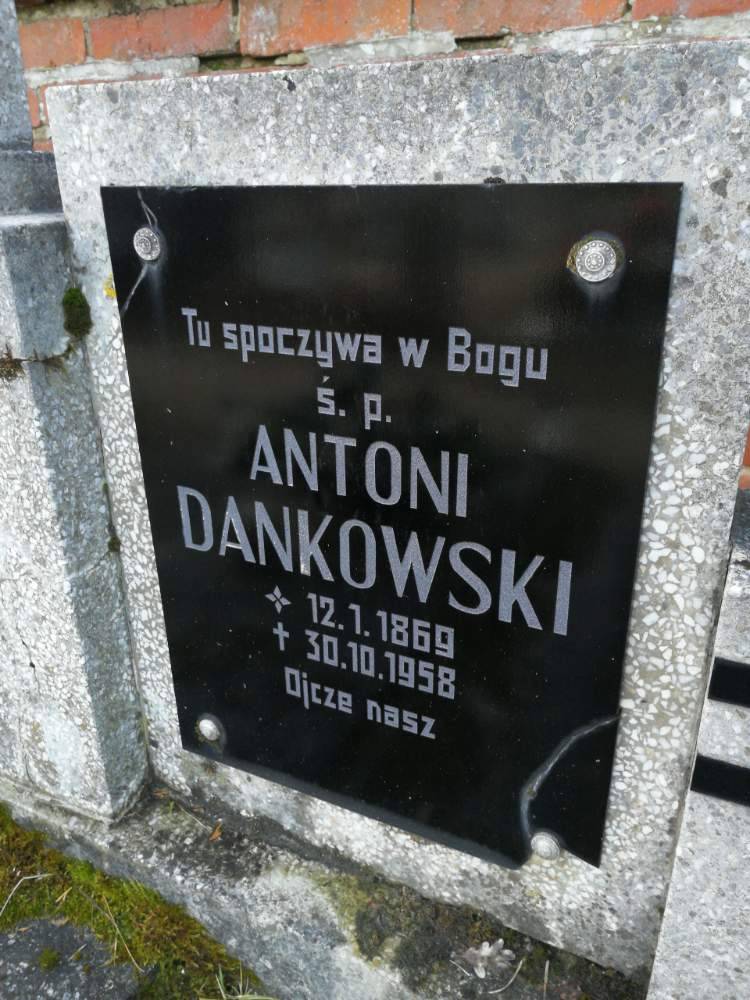 Tu spoczywa w Bogu
ś. p.
ANTONI
DANKOWSKI
12.1.1869
30.10.1958
Ojcze nasz